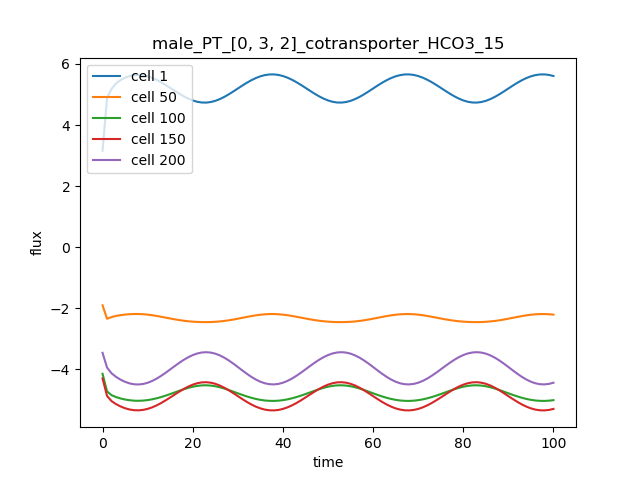 male_PT_[0, 3, 2]_cotransporter_HCO3_15
6
4
2
0
−2
−4
flux
cell 1
cell 50
cell 100
cell 150
cell 200
0
20
40
60
80
100
time